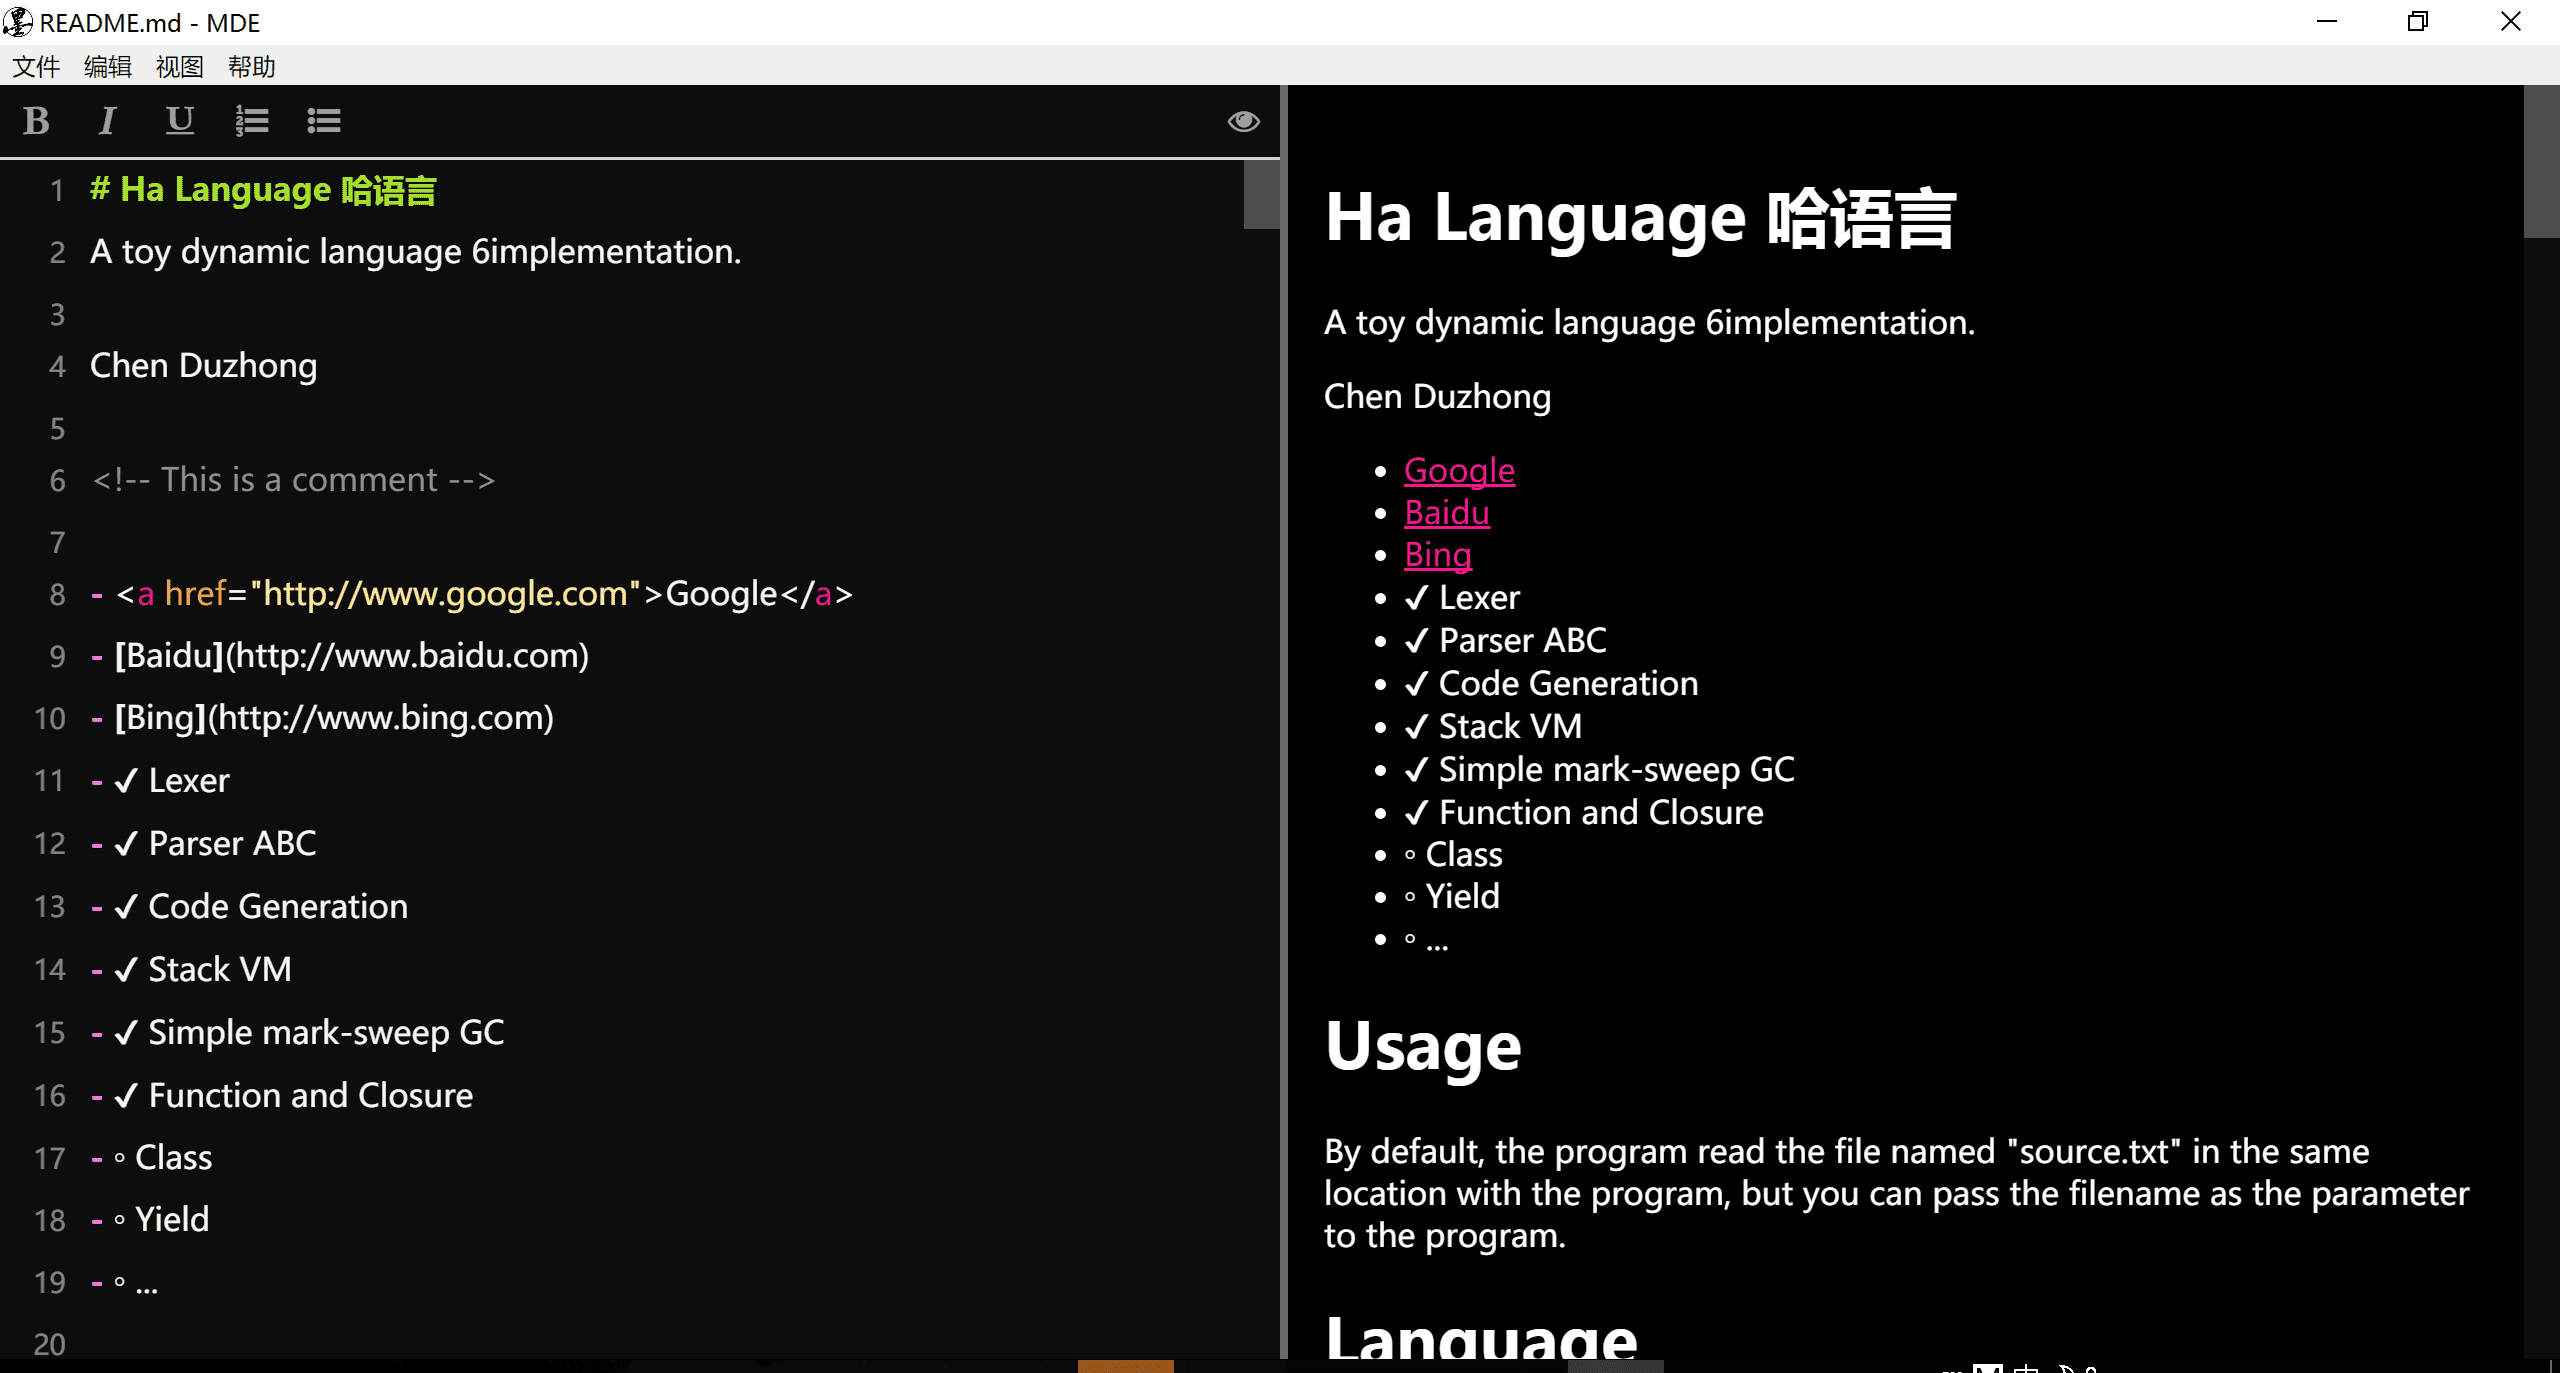 README.md - MDE
文件 编辑 视图 帮助
B I U
1 # Ha Language 哈语言
2 A toy dynamic language 6implementation.
3
4 Chen Duzhong
5
6 <!-- This is a comment -->
7
8 - <a href="http://www.google.com">Google</a>
9 - [Baidu](http://www.baidu.com)
10 - [Bing](http://www.bing.com)
11 - ✓ Lexer
12 - ✓ Parser ABC
13 - ✓ Code Generation
14 - ✓ Stack VM
15 - ✓ Simple mark-sweep GC
16 - ✓ Function and Closure
17 - ◦ Class
18 - ◦ Yield
19 - ◦ ...
20
Ha Language 哈语言
A toy dynamic language 6implementation.
Chen Duzhong
• Google
• Baidu
• Bing
• ✓ Lexer
• ✓ Parser ABC
• ✓ Code Generation
• ✓ Stack VM
• ✓ Simple mark-sweep GC
• ✓ Function and Closure
• ◦ Class
• ◦ Yield
• ◦ ...
Usage
By default, the program read the file named "source.txt" in the same
location with the program, but you can pass the filename as the parameter
to the program.
Language